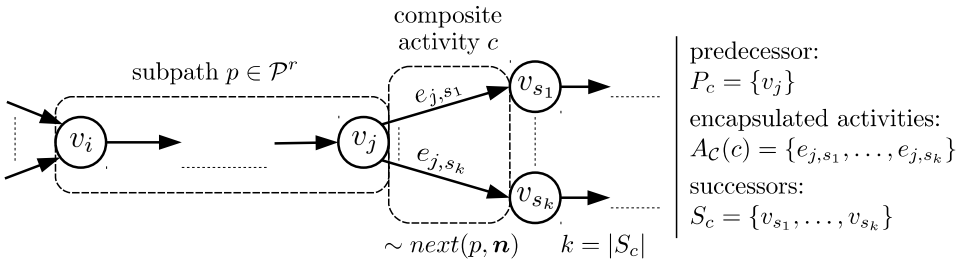 composite
activity c
subpath p ∈ 𝒫^r
v_i
v_j
e_{j,s_1}
e_{j,s_k}
v_{s_1}
v_{s_k}
∼ next(p, n)
k = |S_c|
predecessor:
P_c = {v_j}
encapsulated activities:
A_𝒞(c) = {e_{j,s_1}, . . . , e_{j,s_k}}
successors:
S_c = {v_{s_1}, . . . , v_{s_k}}